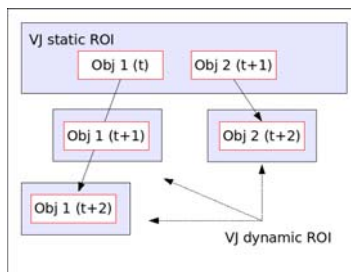 VJ static ROI
Obj 1 (t)
Obj 2 (t+1)
Obj 1 (t+1)
Obj 2 (t+2)
Obj 1 (t+2)
VJ dynamic ROI